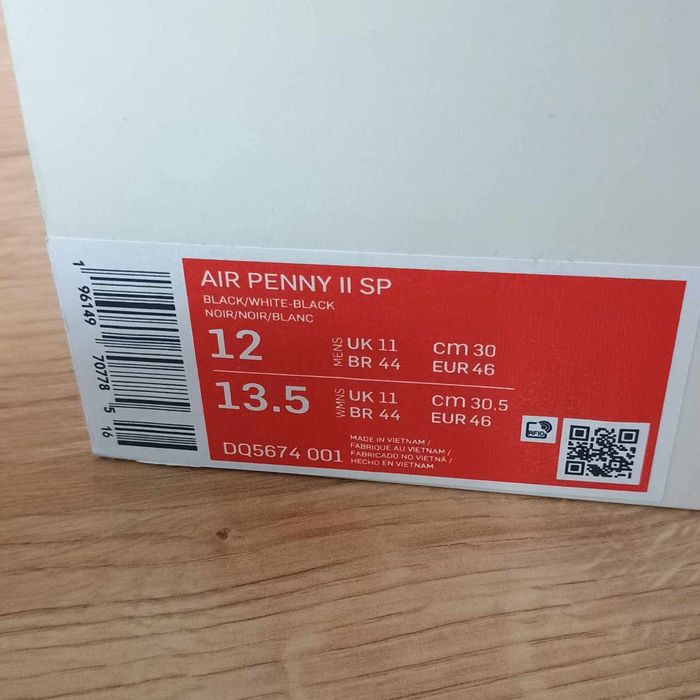 AIR PENNY II SP
BLACK/WHITE-BLACK
NOIR/NOIR/BLANC
12 MENS UK 11 CM 30
BR 44 EUR 46
13.5 WMNS UK 11 CM 30.5
BR 44 EUR 46
DQ5674 001
MADE IN VIETNAM /
FABRIQUE AU VIETNAM /
FABRICADO NO VIETNÃ /
HECHO EN VIETNAM
RFID
1 96149 70778 5 16